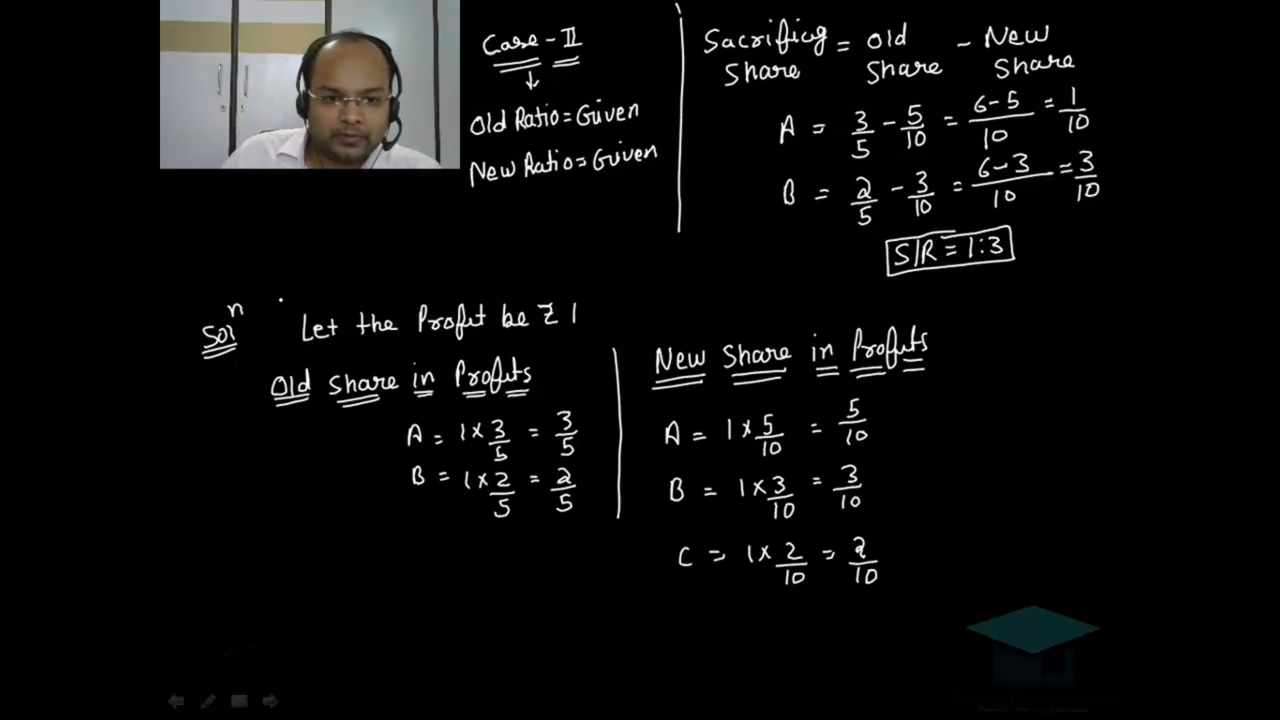 Case-II
Old Ratio=Given
New Ratio=Given
Sacrificing Share = Old Share - New Share
A = 3/5 - 5/10 = 6-5/10 = 1/10
B = 2/5 - 3/10 = 6-3/10 = 3/10
S/R = 1:3
Solⁿ Let the Profit be ₹ 1
Old Share in Profits
A = 1 × 3/5 = 3/5
B = 1 × 2/5 = 2/5
New Share in Profits
A = 1 × 5/10 = 5/10
B = 1 × 3/10 = 3/10
C = 1 × 2/10 = 2/10